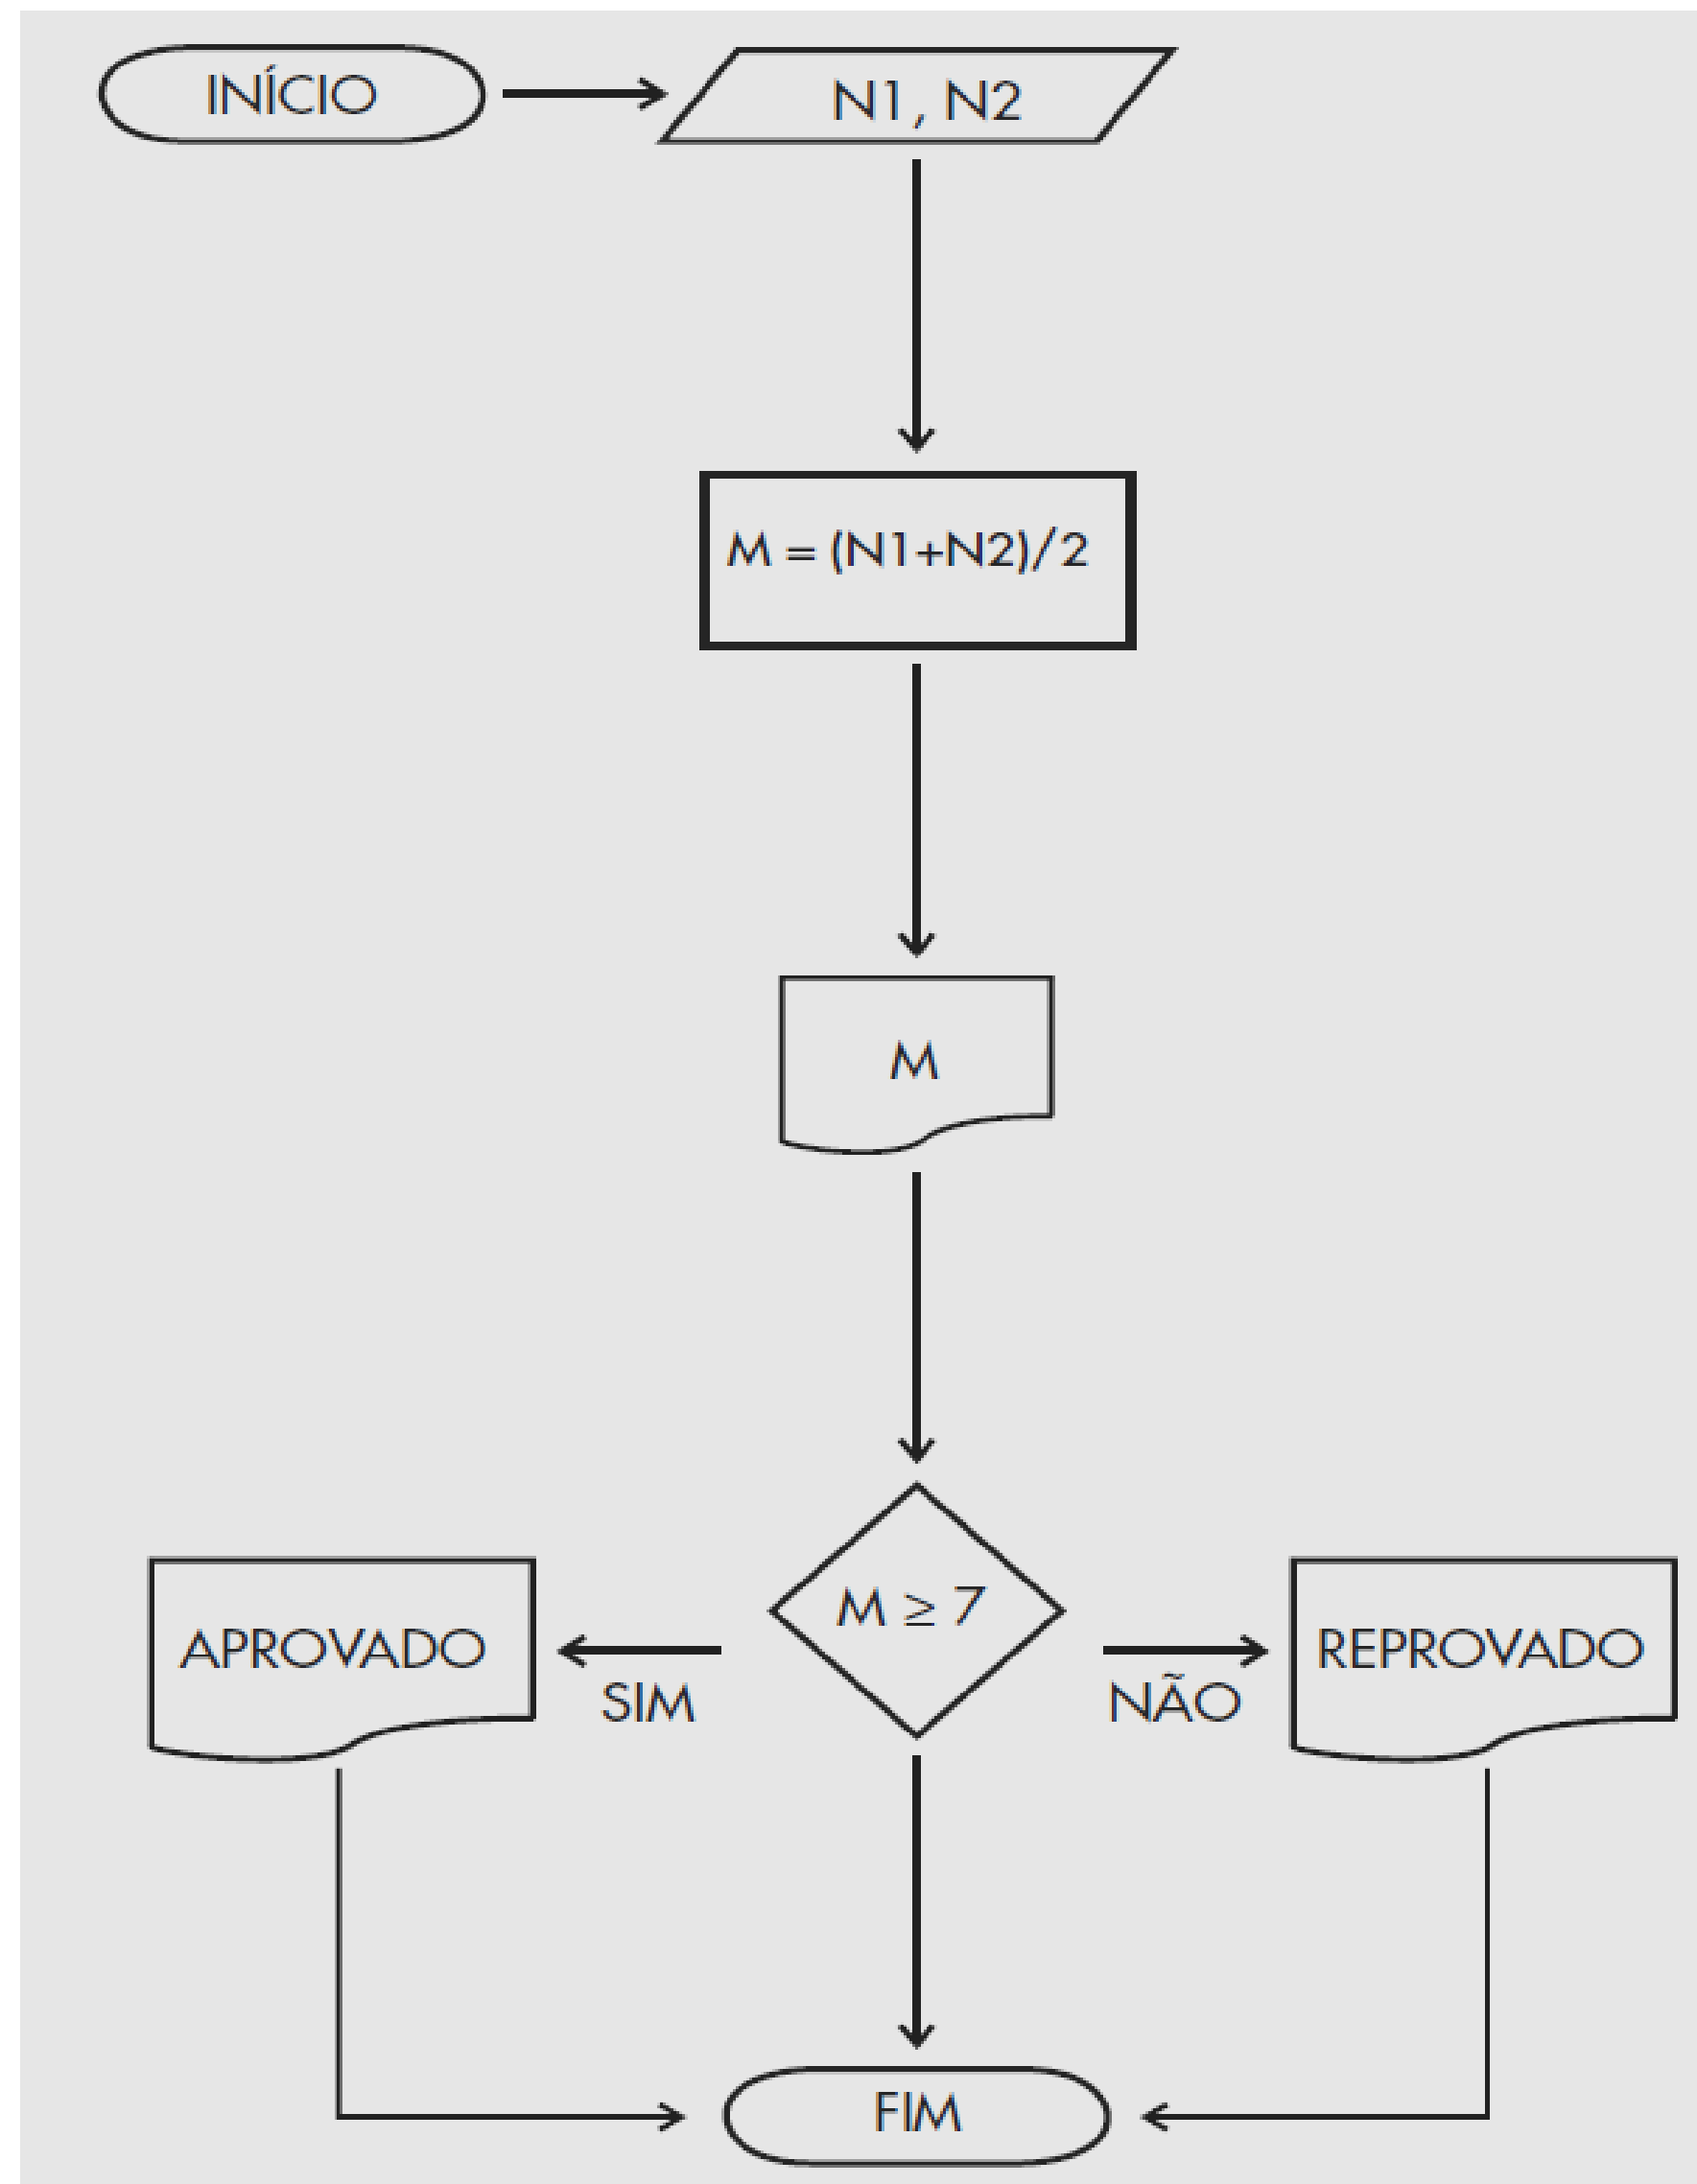 INÍCIO
N1, N2
M = (N1+N2)/2
M
M ≥ 7
APROVADO
SIM
NÃO
REPROVADO
FIM